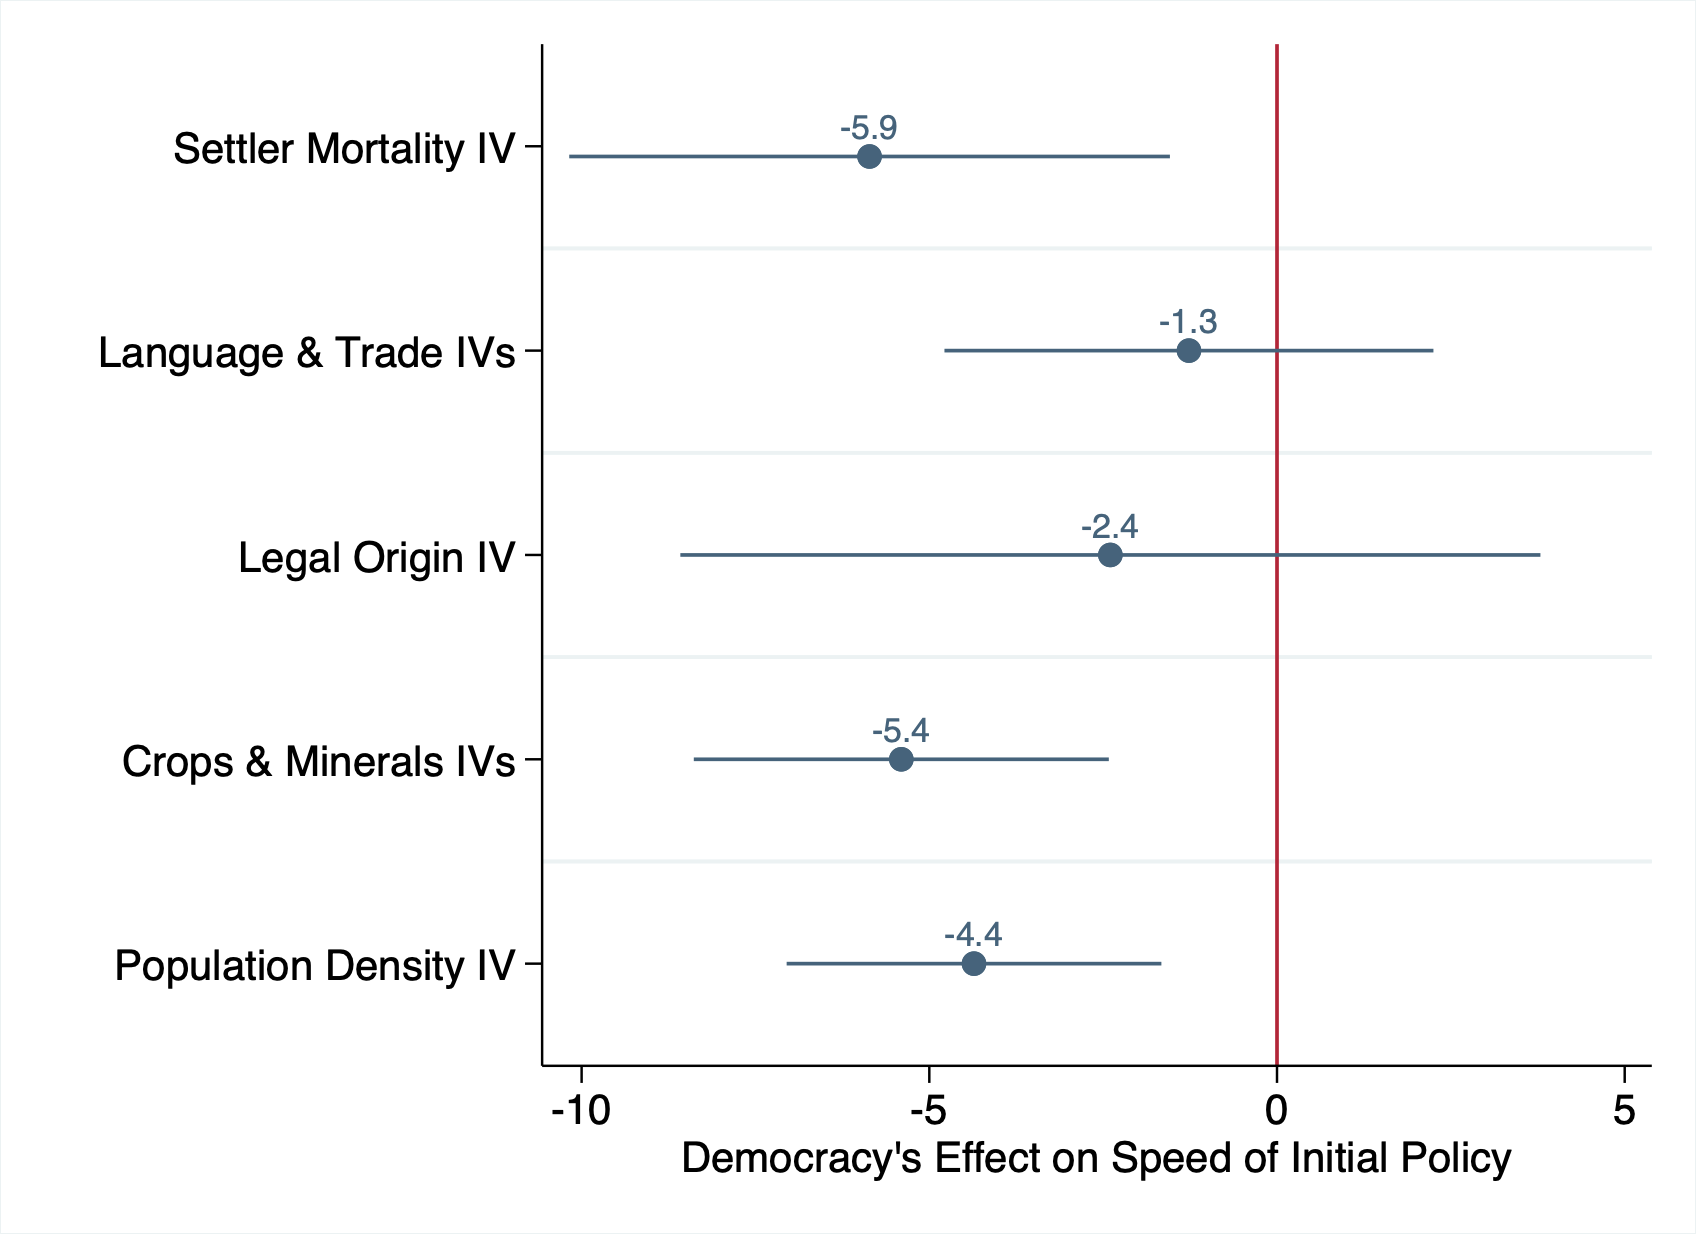 Settler Mortality IV
-5.9
Language & Trade IVs
-1.3
Legal Origin IV
-2.4
Crops & Minerals IVs
-5.4
Population Density IV
-4.4
-10 -5 0 5
Democracy's Effect on Speed of Initial Policy